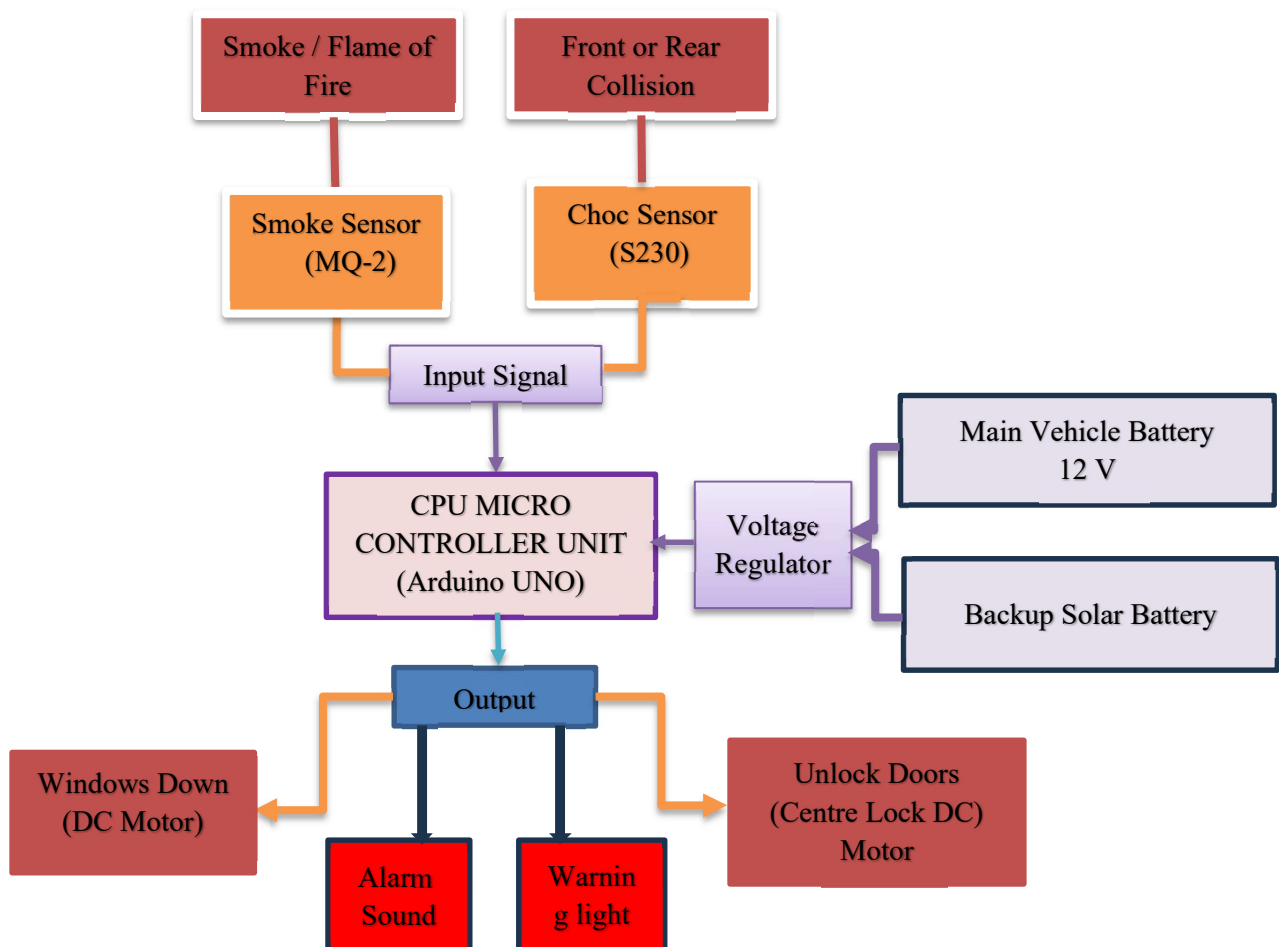 Smoke / Flame of
Fire
Front or Rear
Collision
Smoke Sensor
(MQ-2)
Choc Sensor
(S230)
Input Signal
Main Vehicle Battery
12 V
CPU MICRO
CONTROLLER UNIT
(Arduino UNO)
Voltage
Regulator
Backup Solar Battery
Output
Windows Down
(DC Motor)
Unlock Doors
(Centre Lock DC)
Motor
Alarm
Sound
Warnin
g light